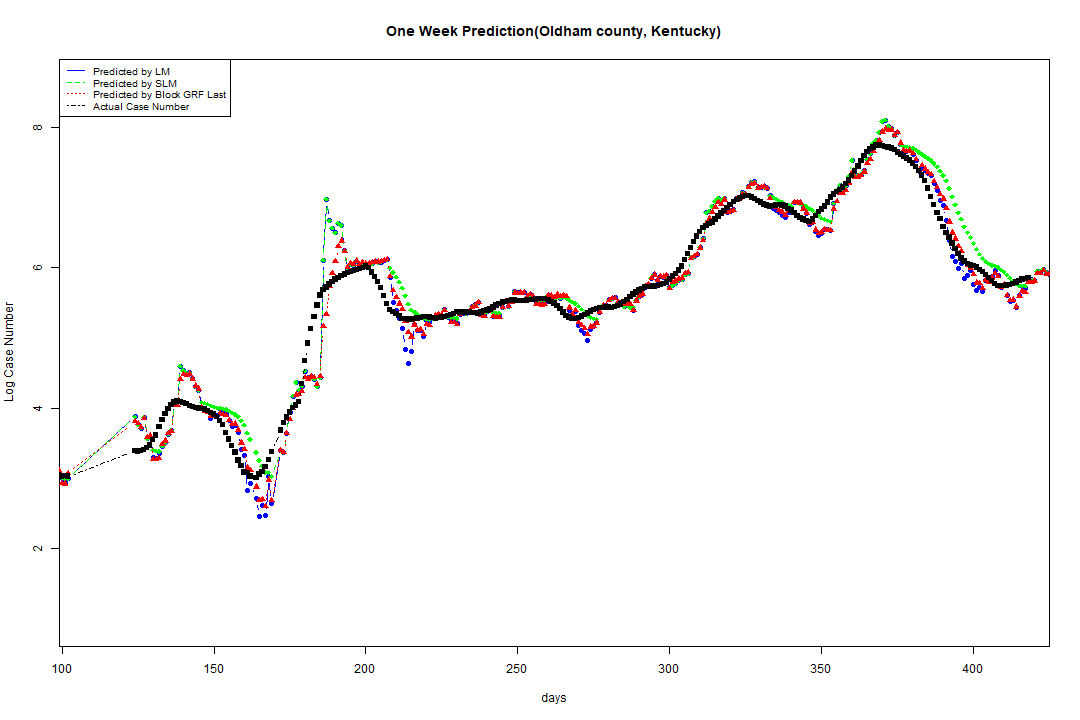 One Week Prediction(Oldham county, Kentucky)
Predicted by LM
Predicted by SLM
Predicted by Block GRF Last
Actual Case Number
Log Case Number
8
6
4
2
100 150 200 250 300 350 400
days